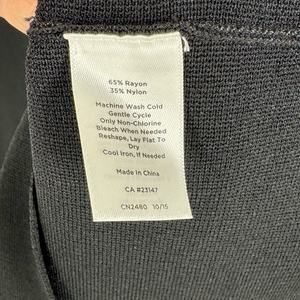 65% Rayon
35% Nylon
Machine Wash Cold
Gentle Cycle
Only Non-Chlorine
Bleach When Needed
Reshape, Lay Flat To
Dry
Cool Iron, If Needed
Made in China
CA #23147
CN2480 10/15